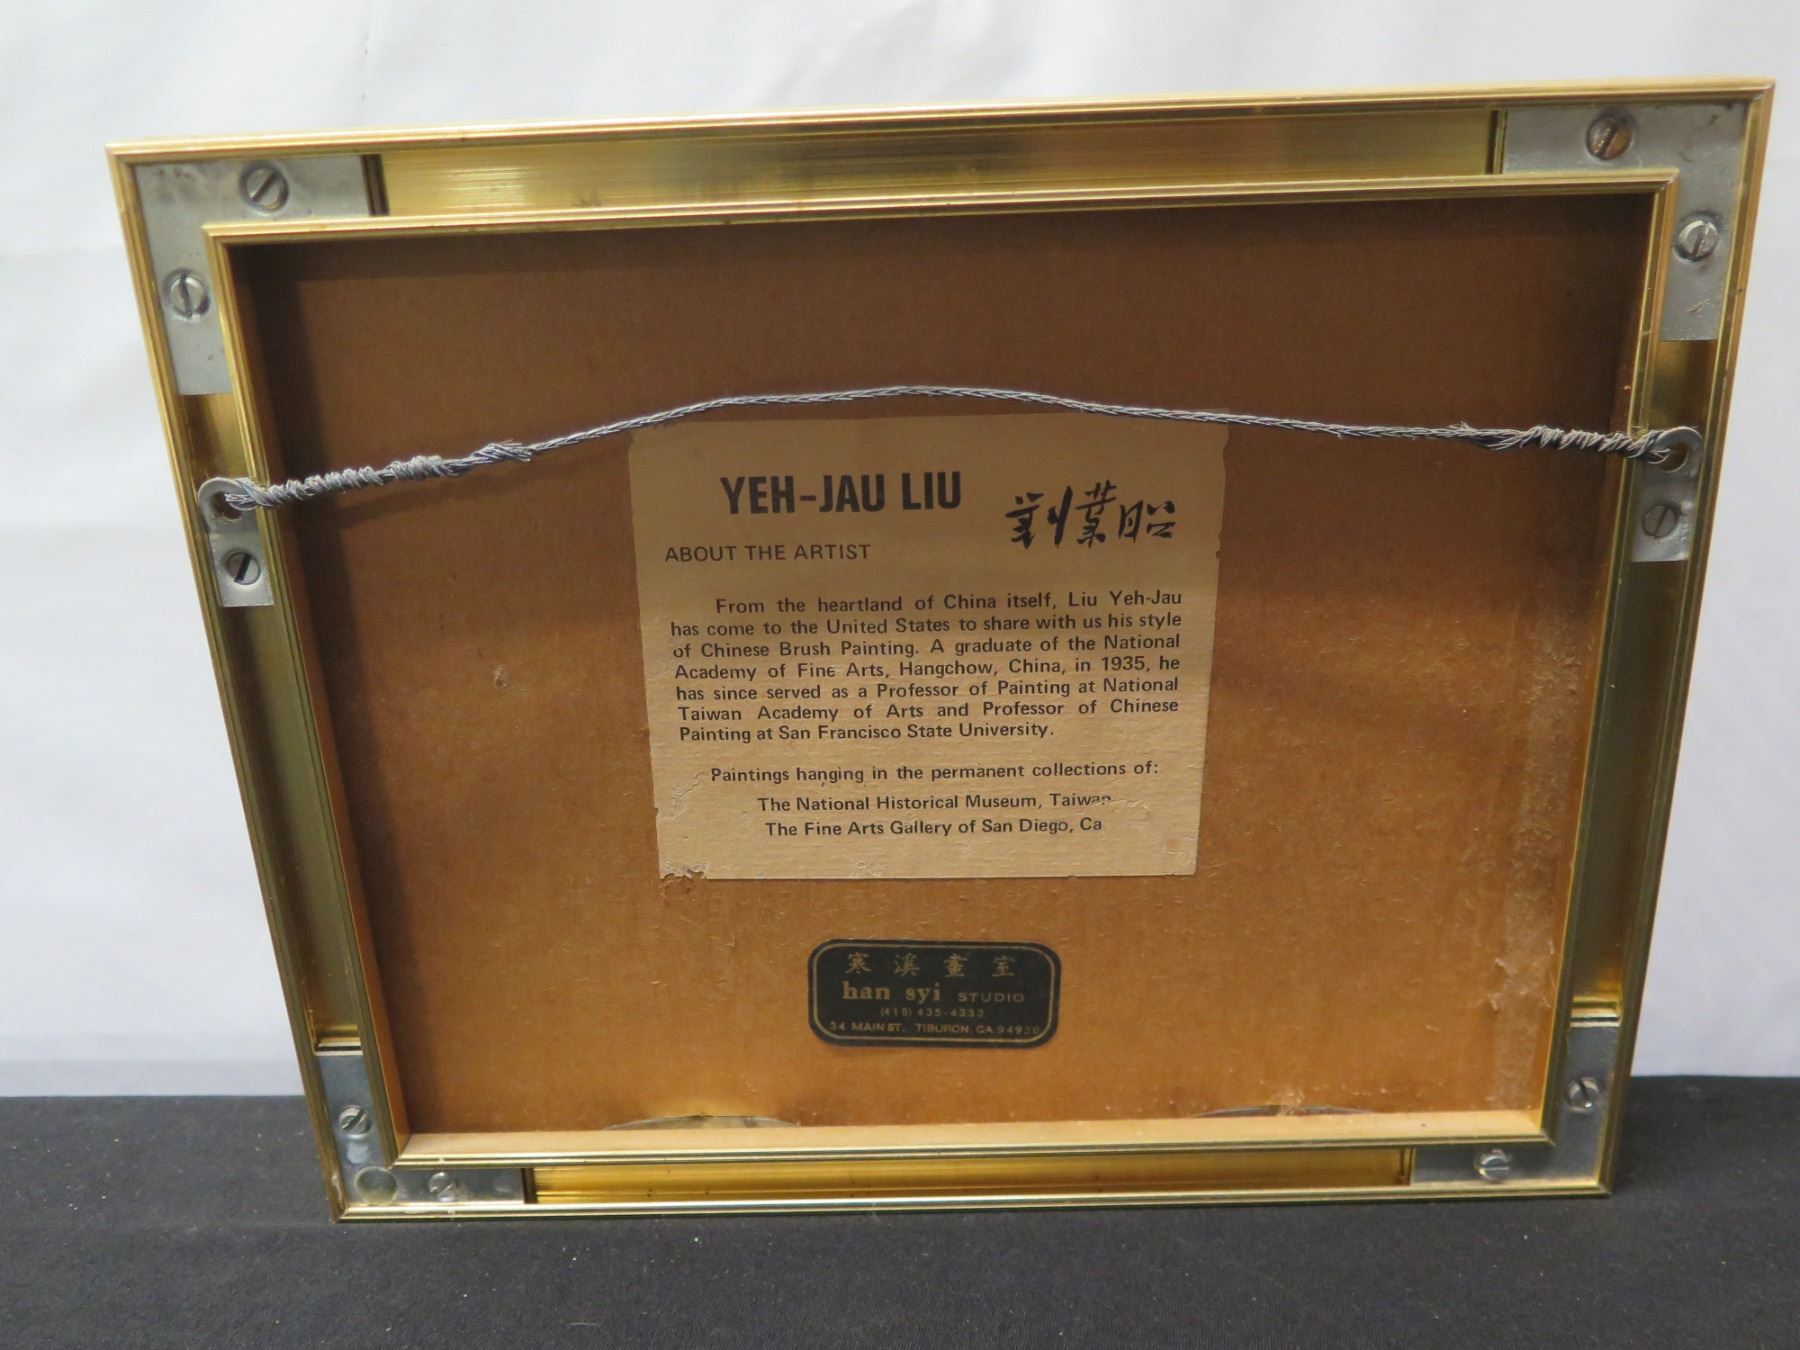 YEH-JAU LIU
劉業昭
ABOUT THE ARTIST
From the heartland of China itself, Liu Yeh-Jau
has come to the United States to share with us his style
of Chinese Brush Painting. A graduate of the National
Academy of Fine Arts, Hangchow, China, in 1935, he
has since served as a Professor of Painting at National
Taiwan Academy of Arts and Professor of Chinese
Painting at San Francisco State University.
Paintings hanging in the permanent collections of:
The National Historical Museum, Taiwan
The Fine Arts Gallery of San Diego, Ca
寒溪畫室
han syi STUDIO
(415) 435-4333
34 MAIN ST. TIBURON, CA. 94920